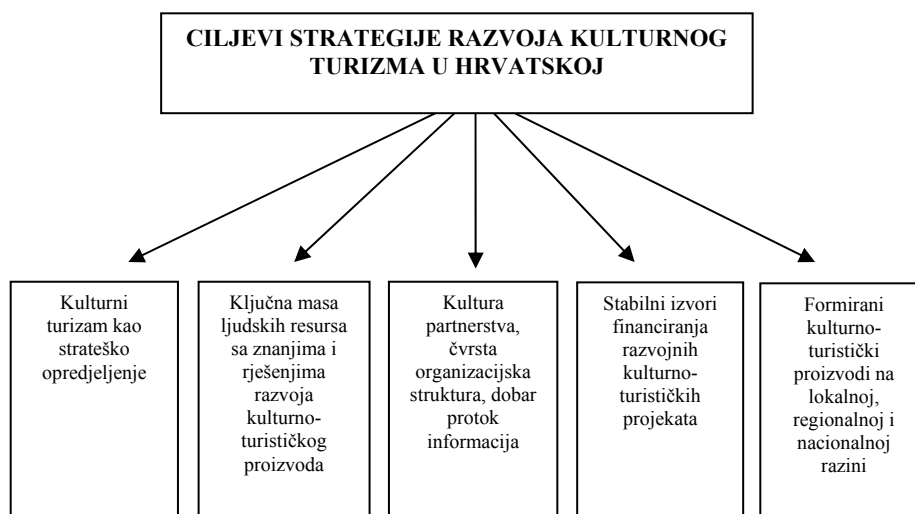 CILJEVI STRATEGIJE RAZVOJA KULTURNOG
TURIZMA U HRVATSKOJ
Kulturni
turizam kao
strateško
opredjeljenje
Ključna masa
ljudskih resursa
sa znanjima i
rješenjima
razvoja
kulturno-
turističkog
proizvoda
Kultura
partnerstva,
čvrsta
organizacijska
struktura, dobar
protok
informacija
Stabilni izvori
financiranja
razvojnih
kulturno-
turističkih
projekata
Formirani
kulturno-
turistički
proizvodi na
lokalnoj,
regionalnoj i
nacionalnoj
razini